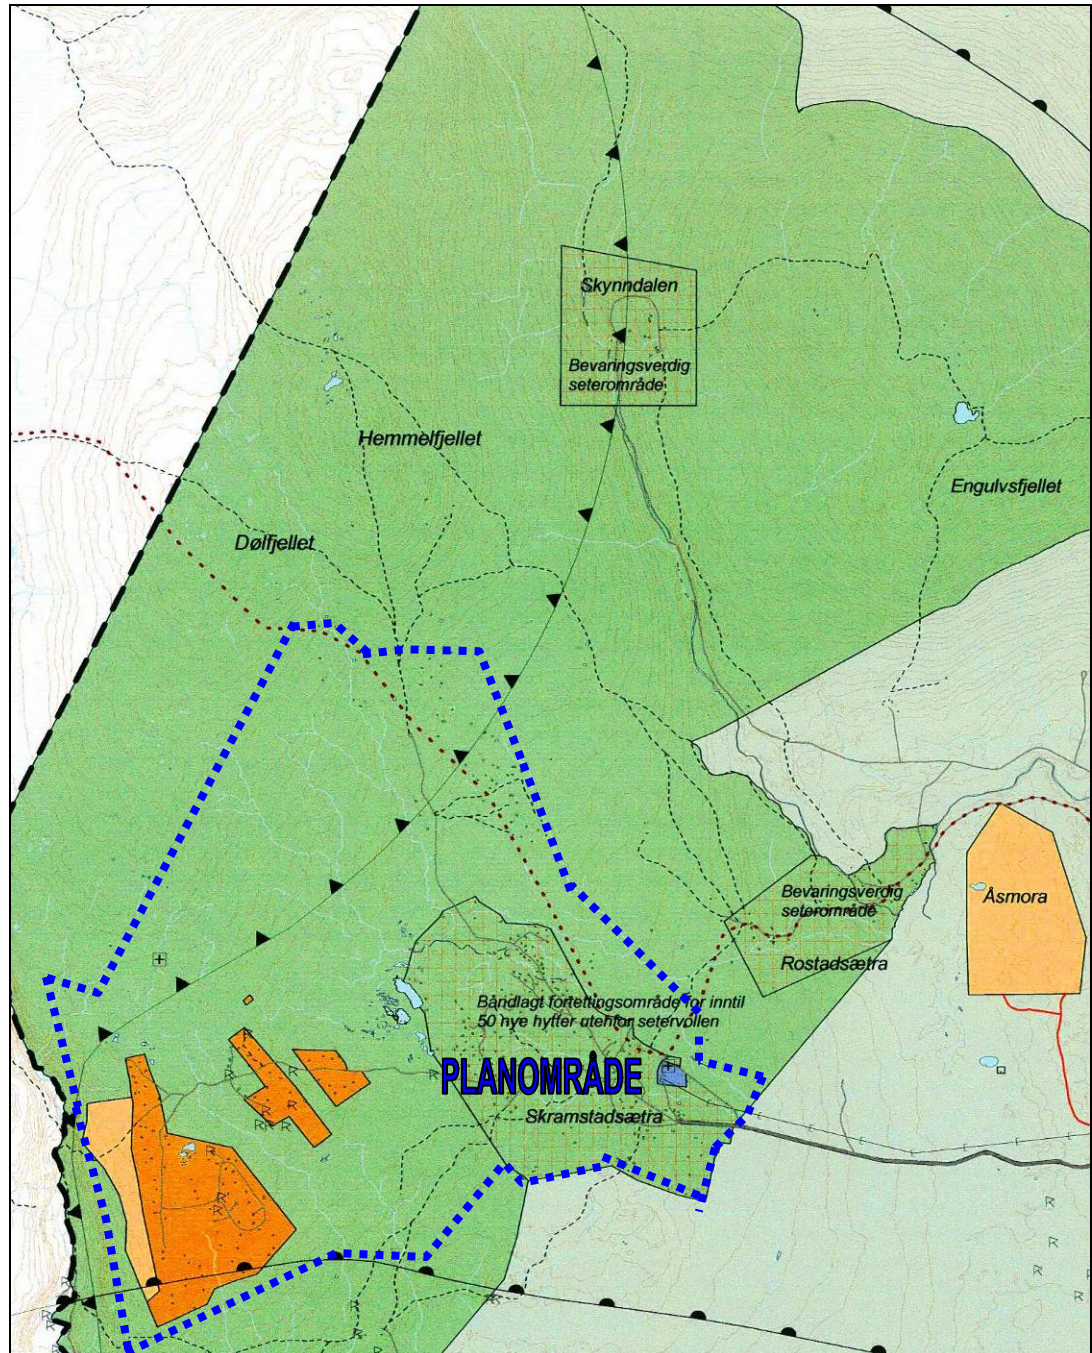 Skynndalen
Bevaringsverdig
seterområde
Hemmelfjellet
Engulvsfjellet
Dølfjellet
Bevaringsverdig
seterområde
Åsmora
Rostadsætra
Båndlagt fortettingsområde for inntil
50 nye hytter utenfor setervollen
PLANOMRÅDE
Skramstadsætra
R
R
R
R
R
R
R
R
R
R
R
R
R